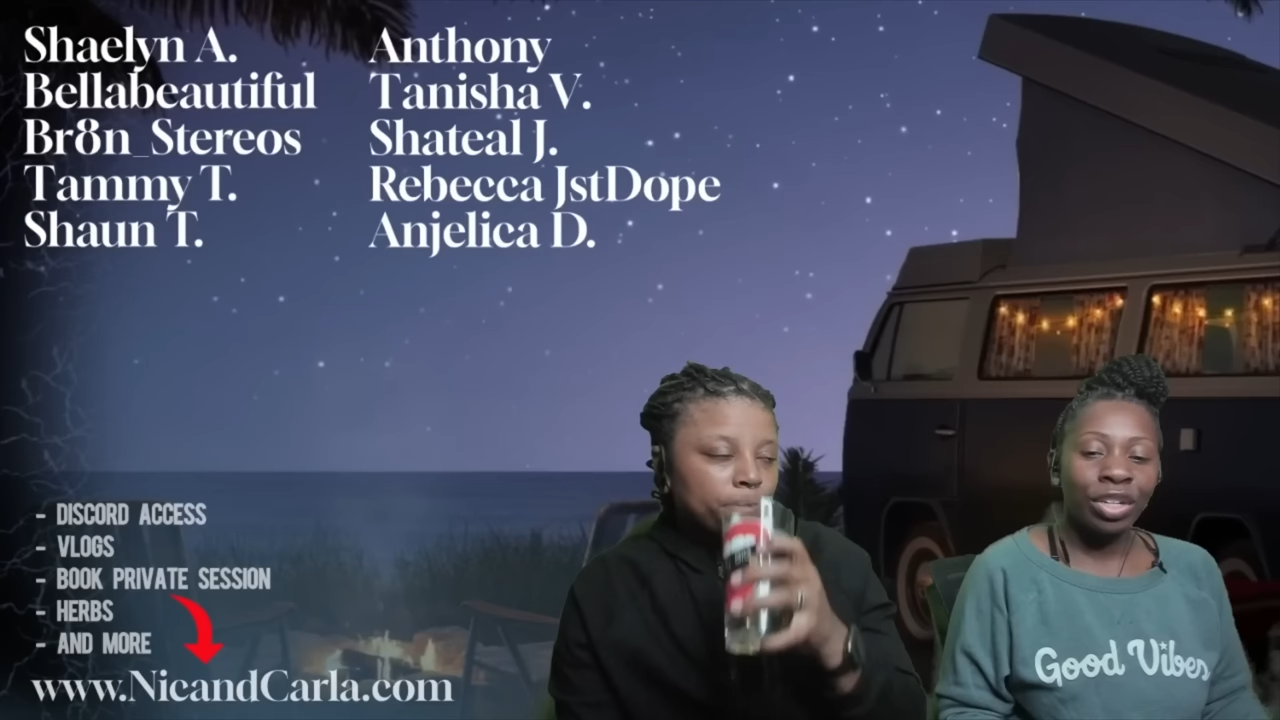 Shaelyn A.
Bellabeautiful
Br8n_Stereos
Tammy T.
Shaun T.
Anthony
Tanisha V.
Shateal J.
Rebecca JstDope
Anjelica D.
- DISCORD ACCESS
- VLOGS
- BOOK PRIVATE SESSION
- HERBS
- AND MORE
www.NicandCarla.com
Good Vibes